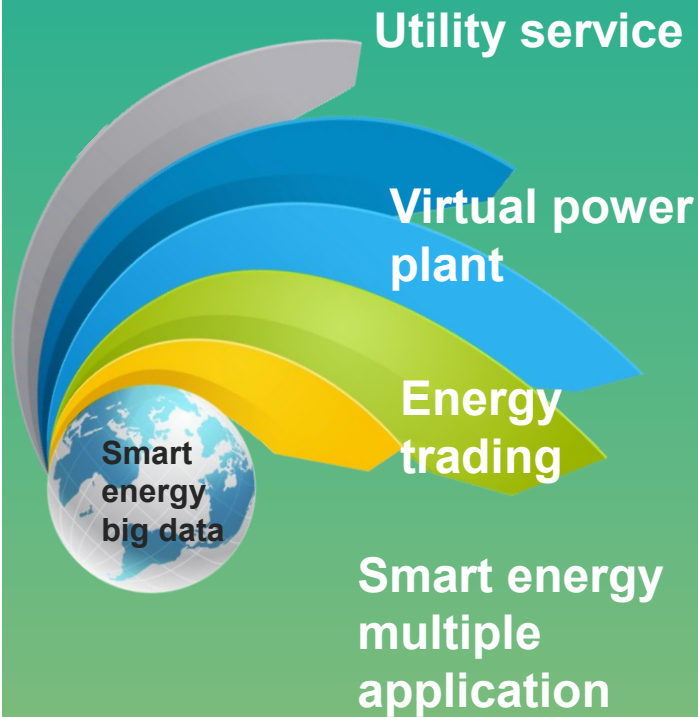 Utility service
Virtual power
plant
Energy
trading
Smart
energy
big data
Smart energy
multiple
application